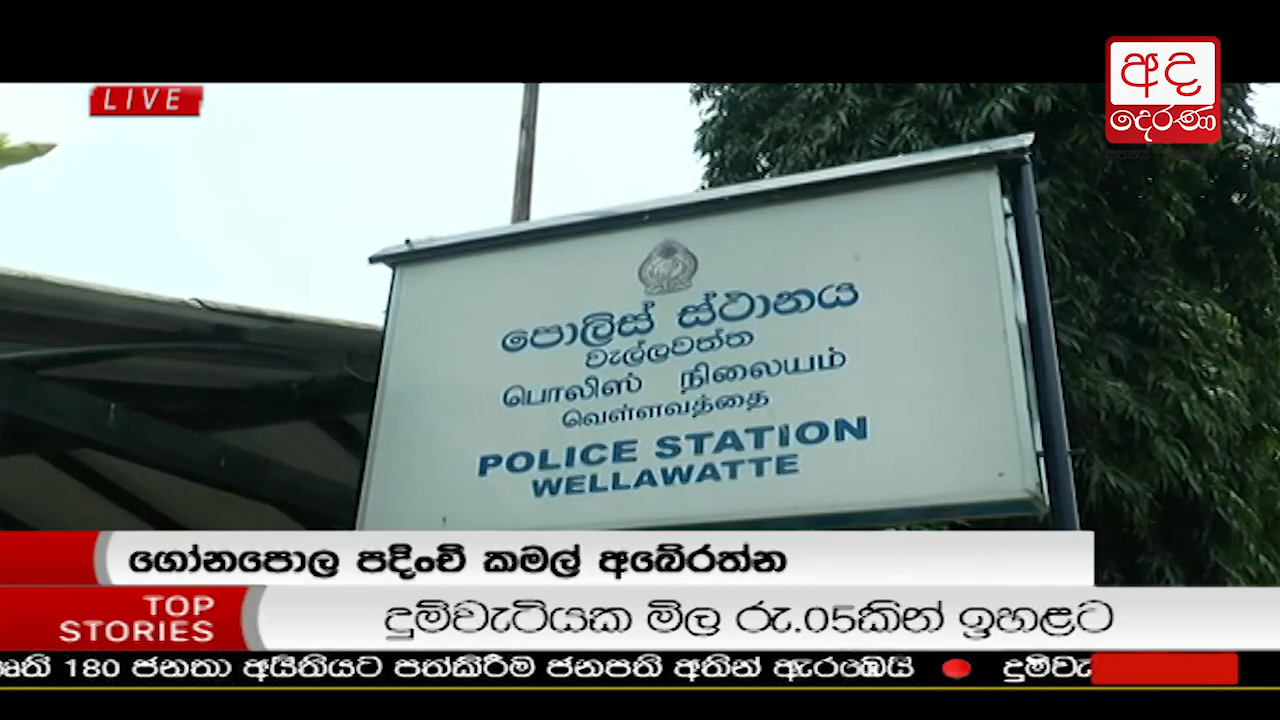 LIVE
අද
දෙරණ
පොලිස් ස්ථානය
වැල්ලවත්ත
பொலிஸ் நிலையம்
வெள்ளவத்தை
POLICE STATION
WELLAWATTE
ගෝනපොල පදිංචි කමල් අබේරත්න
TOP STORIES
දුම්වැටියක මිල රු.05කින් ඉහළට
180 ජනතා අයිතියට පත්කිරීම ජනපති අතින් ඇරඹෙයි